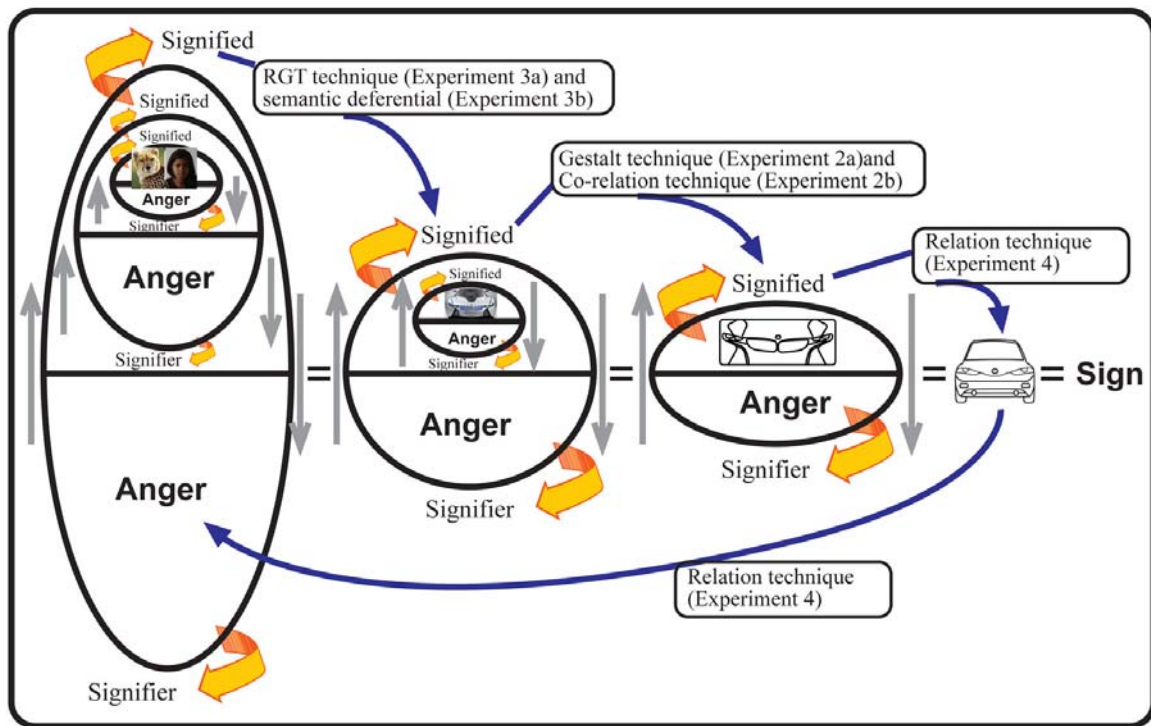 Signified
RGT technique (Experiment 3a) and
semantic deferential (Experiment 3b)
Signified
Signified
Anger
Signifier
Anger
Signifier
Anger
Signifier
Gestalt technique (Experiment 2a)and
Co-relation technique (Experiment 2b)
Signified
Signified
Anger
Signifier
Anger
Signifier
Relation technique
(Experiment 4)
Signified
Anger
Signifier
=
=
=
= Sign
Relation technique
(Experiment 4)